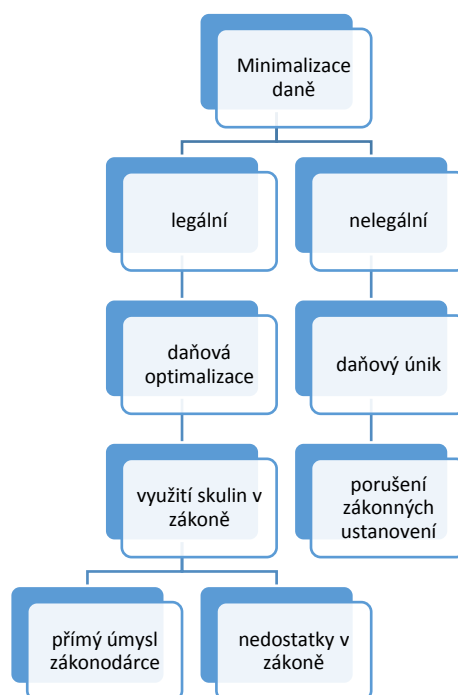 Minimalizace
daně
legální
nelegální
daňová
optimalizace
daňový únik
využití skulin v
zákoně
porušení
zákonných
ustanovení
přímý úmysl
zákonodárce
nedostatky v
zákoně